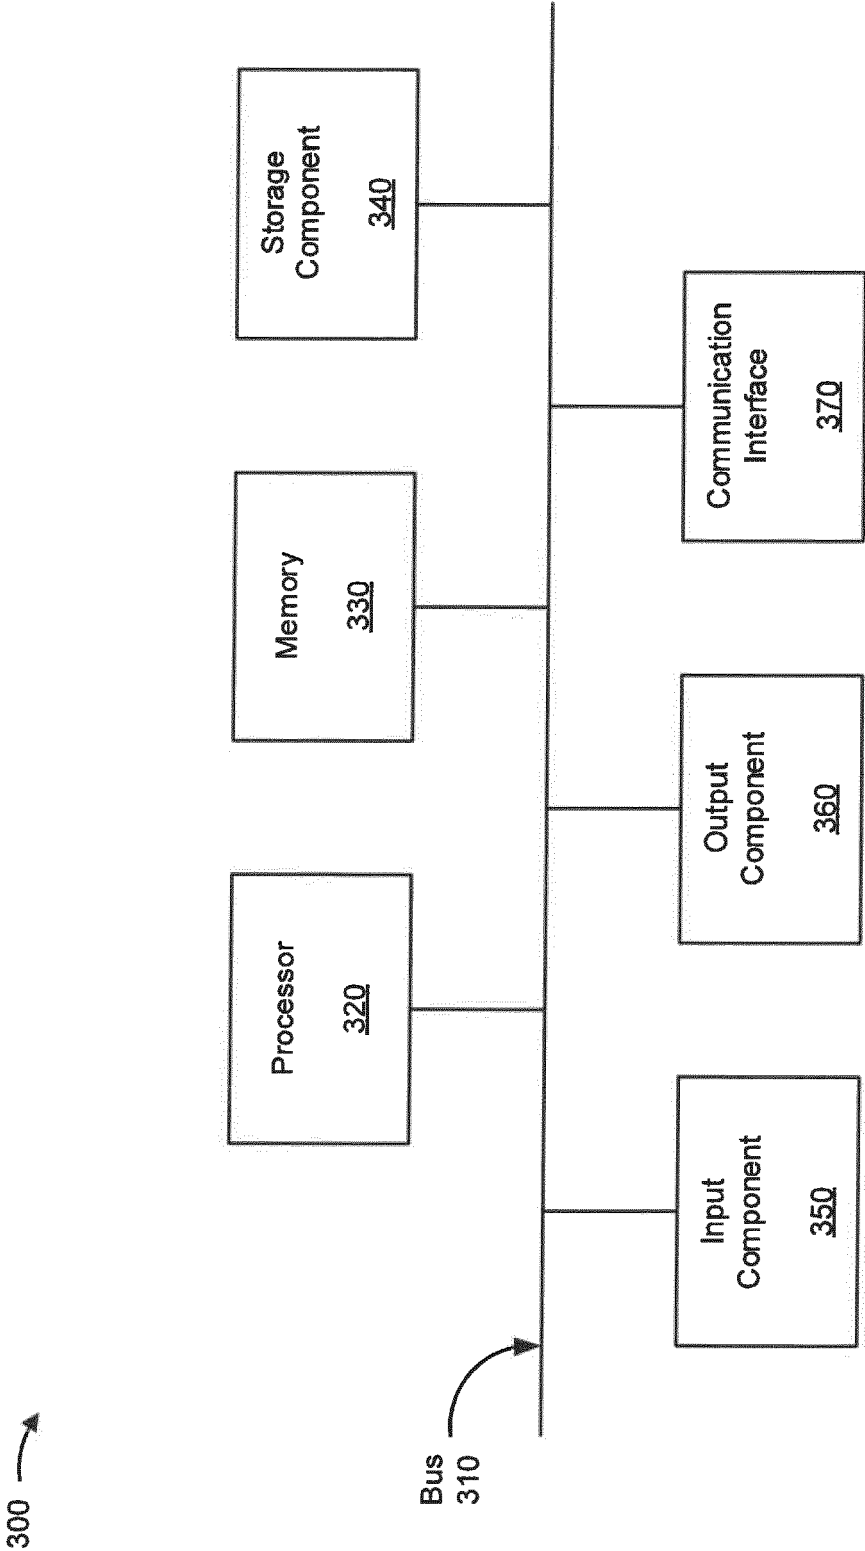 300
Processor
320
Memory
330
Storage
Component
340
Bus
310
Input
Component
350
Output
Component
360
Communication
Interface
370